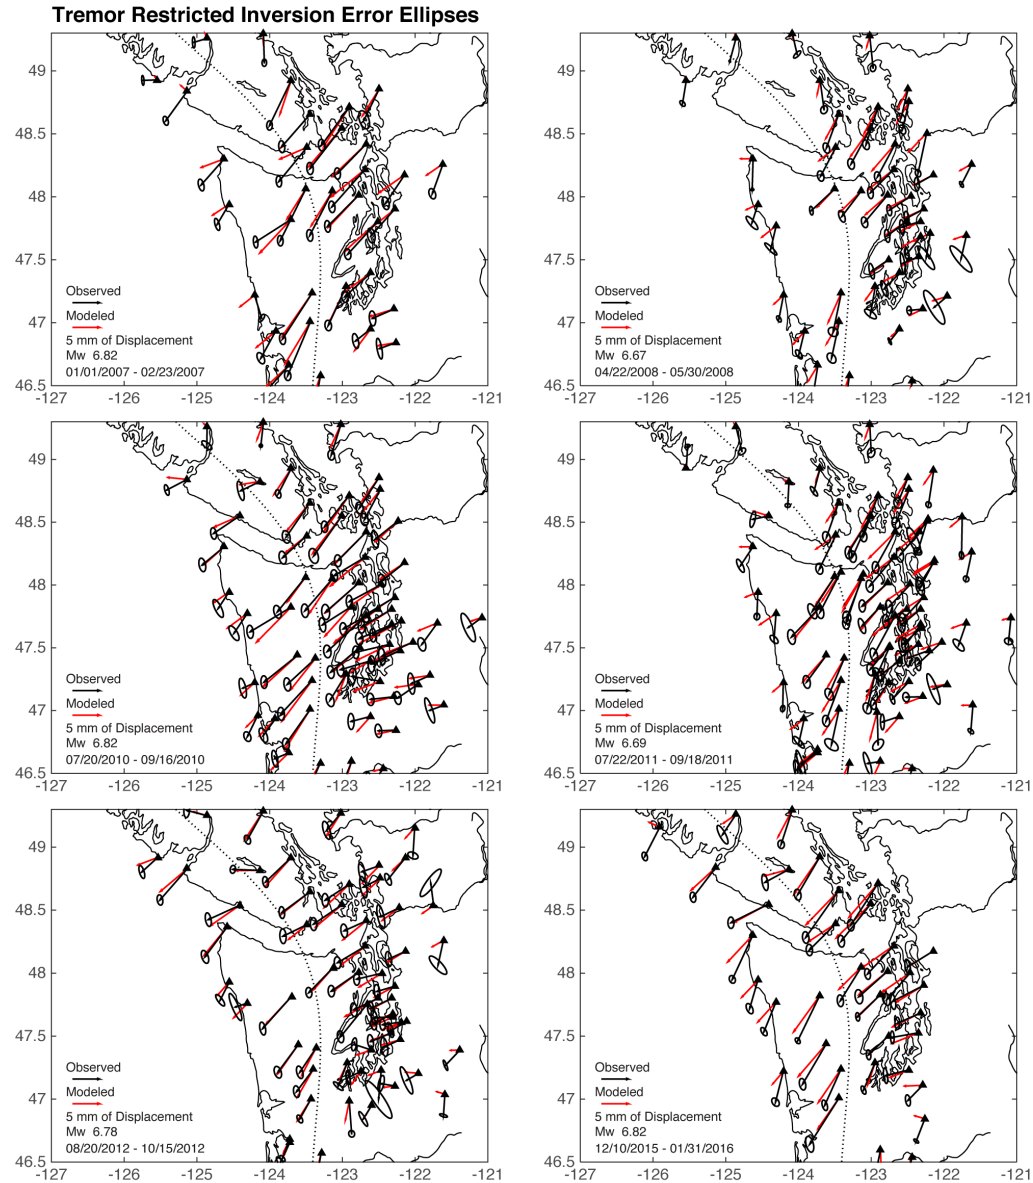 Tremor Restricted Inversion Error Ellipses
49
48.5
48
47.5
47
46.5
Observed
Modeled
5 mm of Displacement
Mw 6.82
01/01/2007 - 02/23/2007
-127 -126 -125 -124 -123 -122 -121
49
48.5
48
47.5
47
46.5
Observed
Modeled
5 mm of Displacement
Mw 6.67
04/22/2008 - 05/30/2008
-127 -126 -125 -124 -123 -122 -121
49
48.5
48
47.5
47
46.5
Observed
Modeled
5 mm of Displacement
Mw 6.82
07/20/2010 - 09/16/2010
-127 -126 -125 -124 -123 -122 -121
49
48.5
48
47.5
47
46.5
Observed
Modeled
5 mm of Displacement
Mw 6.69
07/22/2011 - 09/18/2011
-127 -126 -125 -124 -123 -122 -121
49
48.5
48
47.5
47
46.5
Observed
Modeled
5 mm of Displacement
Mw 6.78
08/20/2012 - 10/15/2012
-127 -126 -125 -124 -123 -122 -121
49
48.5
48
47.5
47
46.5
Observed
Modeled
5 mm of Displacement
Mw 6.82
12/10/2015 - 01/31/2016
-127 -126 -125 -124 -123 -122 -121